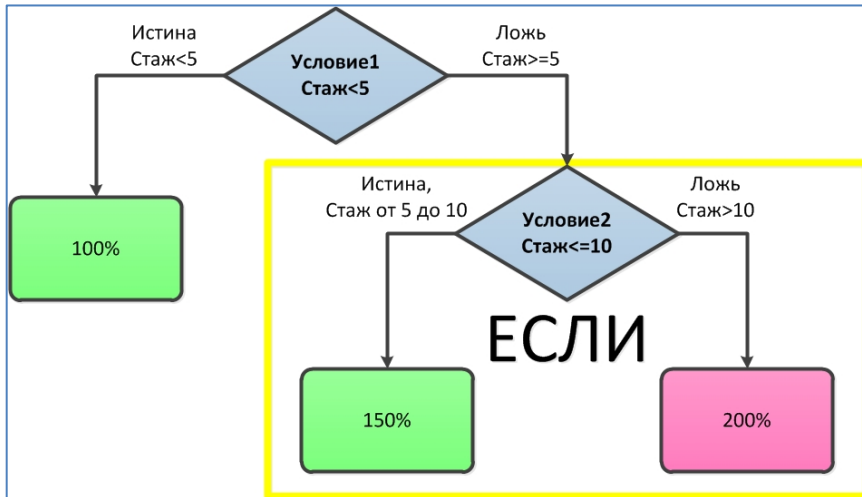 Истина
Стаж<5
Условие1
Стаж<5
Ложь
Стаж>=5
100%
Истина,
Стаж от 5 до 10
Условие2
Стаж<=10
Ложь
Стаж>10
ЕСЛИ
150%
200%